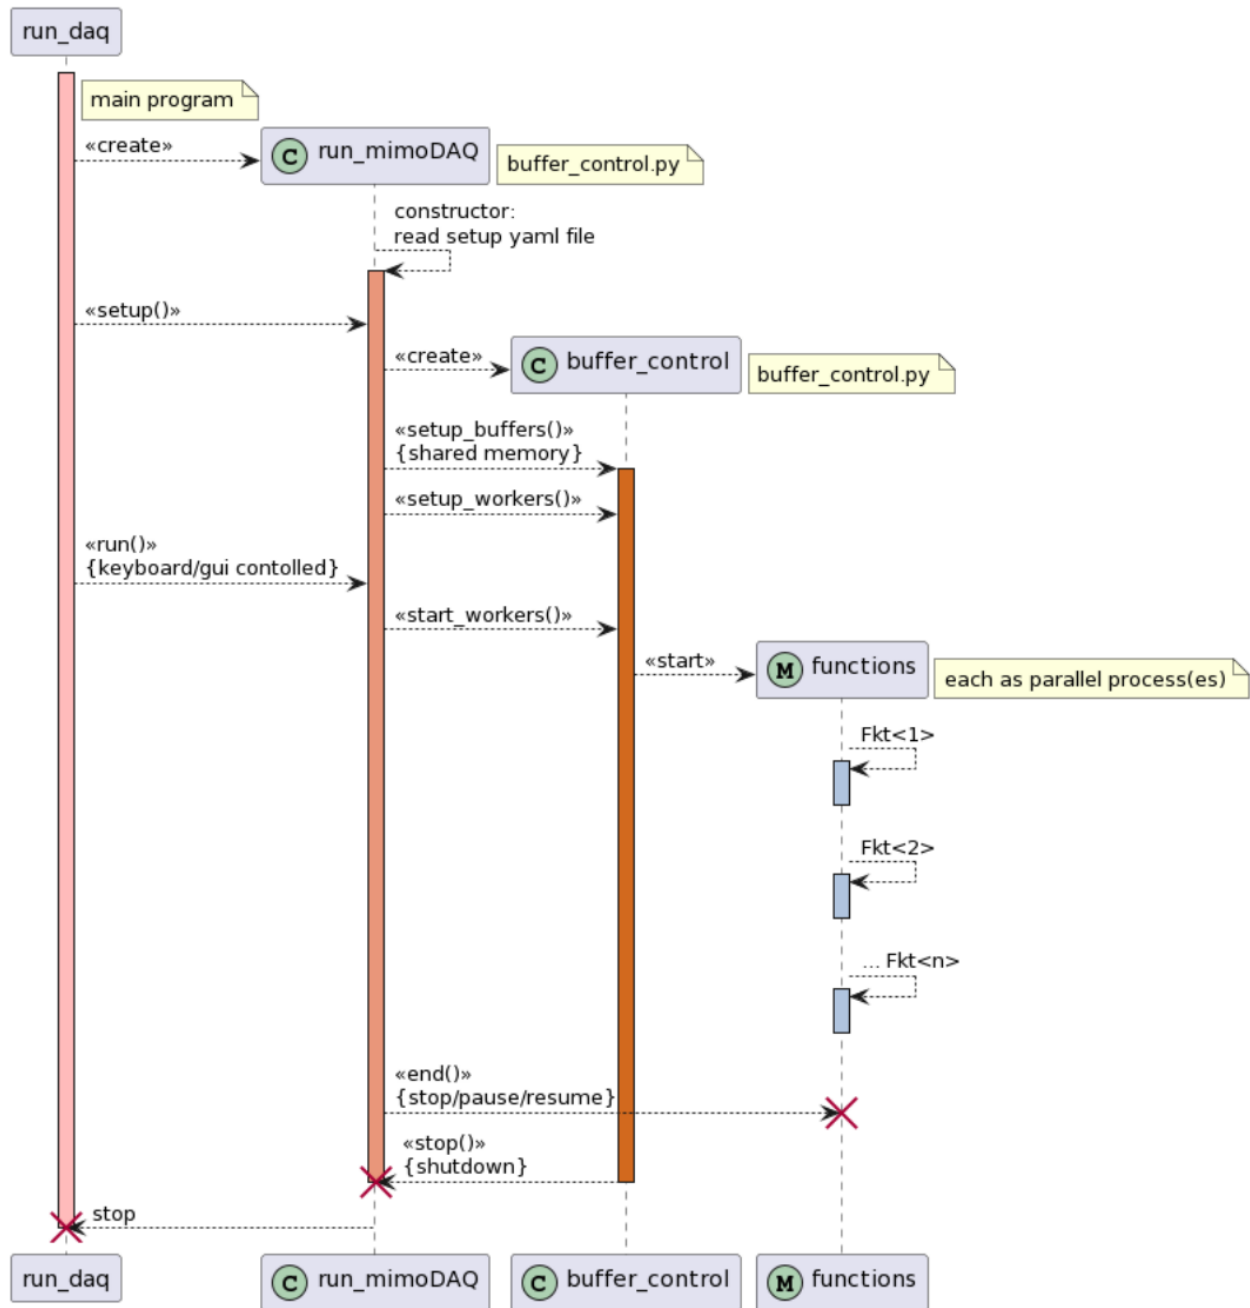 run_daq
main program
«create»
C run_mimoDAQ
buffer_control.py
constructor:
read setup yaml file
«setup()»
«create»
C buffer_control
buffer_control.py
«setup_buffers()»
{shared memory}
«setup_workers()»
«run()»
{keyboard/gui contolled}
«start_workers()»
«start»
M functions
each as parallel process(es)
Fkt<1>
Fkt<2>
... Fkt<n>
«end()»
{stop/pause/resume}
«stop()»
{shutdown}
stop
run_daq
C run_mimoDAQ
C buffer_control
M functions